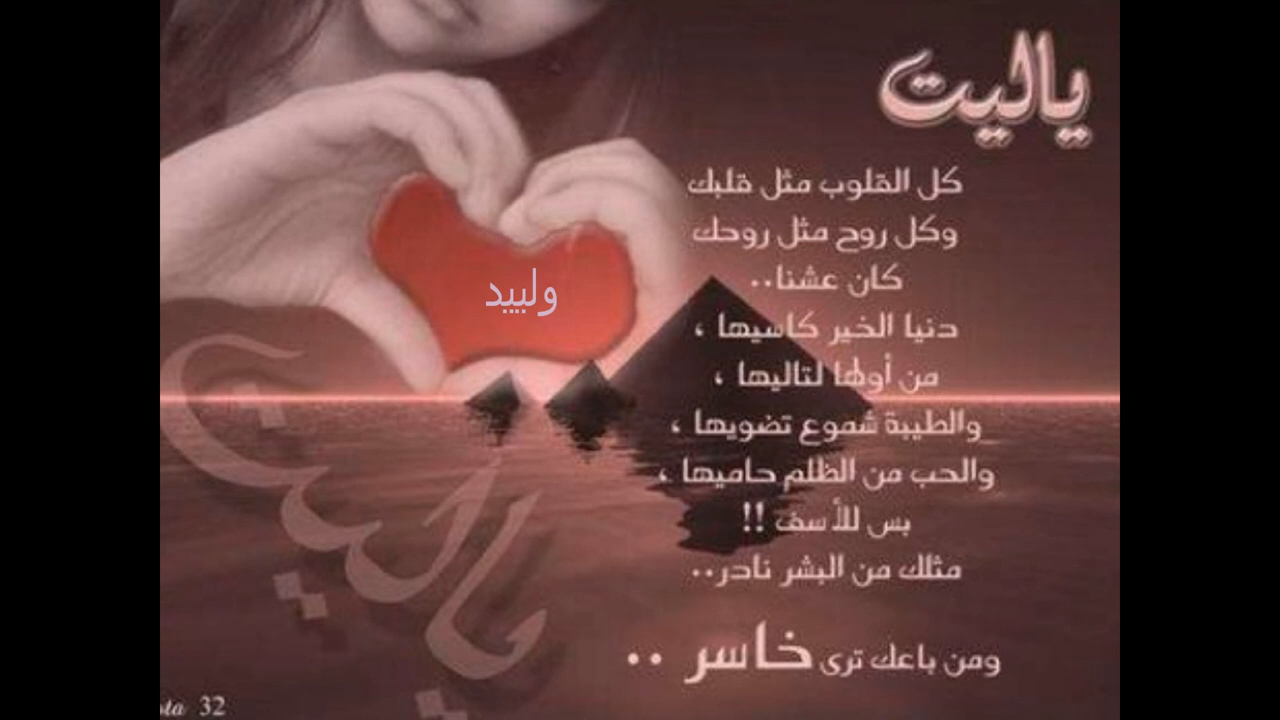 ياليت
كل القلوب مثل قلبك
وكل روح مثل روحك
كان عشنا..
دنيا الخير كاسيها ،
من أولها لتاليها ،
والطيبة شموع تضويها ،
والحب من الظلم حاميها ،
بس للأسف !!
مثلك من البشر نادر..
ومن باعك ترى خاسر ..
ولييد
ياليت
32